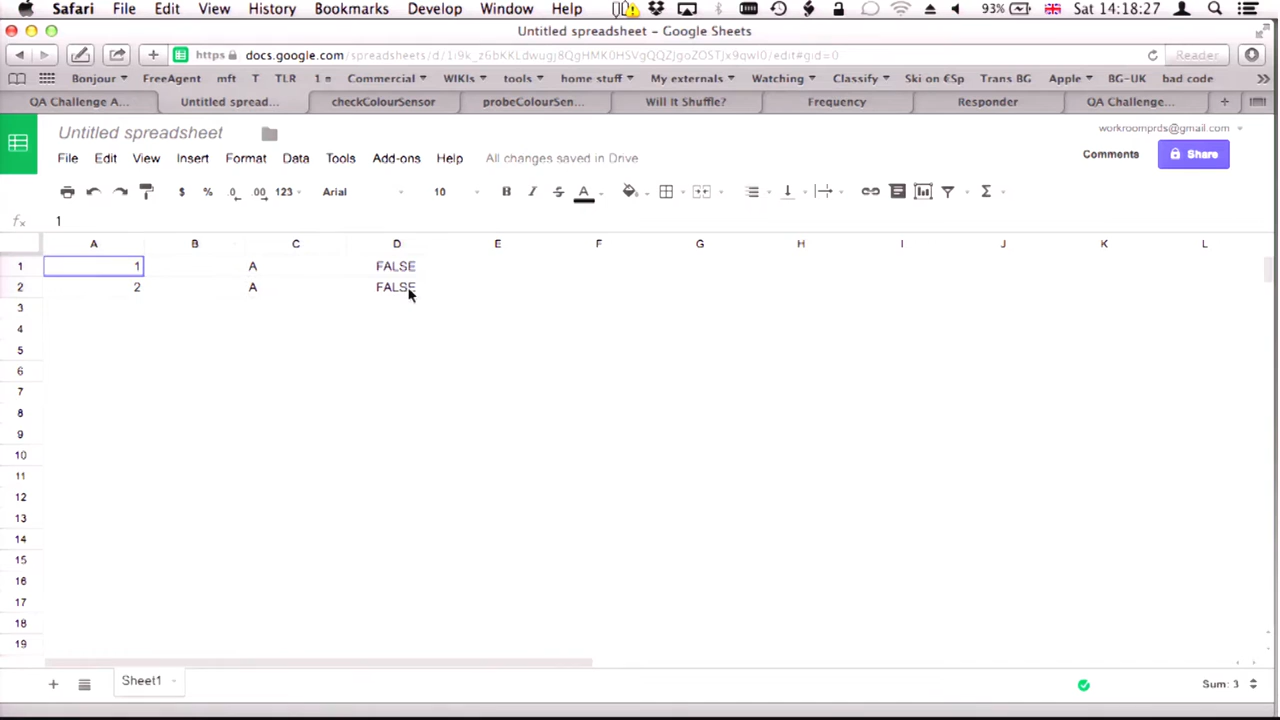 Safari File Edit View History Bookmarks Develop Window Help 93% Sat 14:18:27
Untitled spreadsheet - Google Sheets
Reader
Bonjour FreeAgent mft T TLR 1 = Commercial WIKIs tools home stuff My externals Watching Classify Ski on €Sp Trans BG Apple BG-UK bad code
QA Challenge A... Untitled spread... checkColourSensor probeColourSen... Will It Shuffle? Frequency Responder QA Challenge...
Untitled spreadsheet
workroomprds@gmail.com
File Edit View Insert Format Data Tools Add-ons Help All changes saved in Drive
Comments Share
$ % .0 .00 123 Arial 10 B I S A Σ
fx 1
A B C D E F G H I J K L
1 1 A FALSE
2 2 A FALSE
3
4
5
6
7
8
9
10
11
12
13
14
15
16
17
18
19
Sheet1 Sum: 3